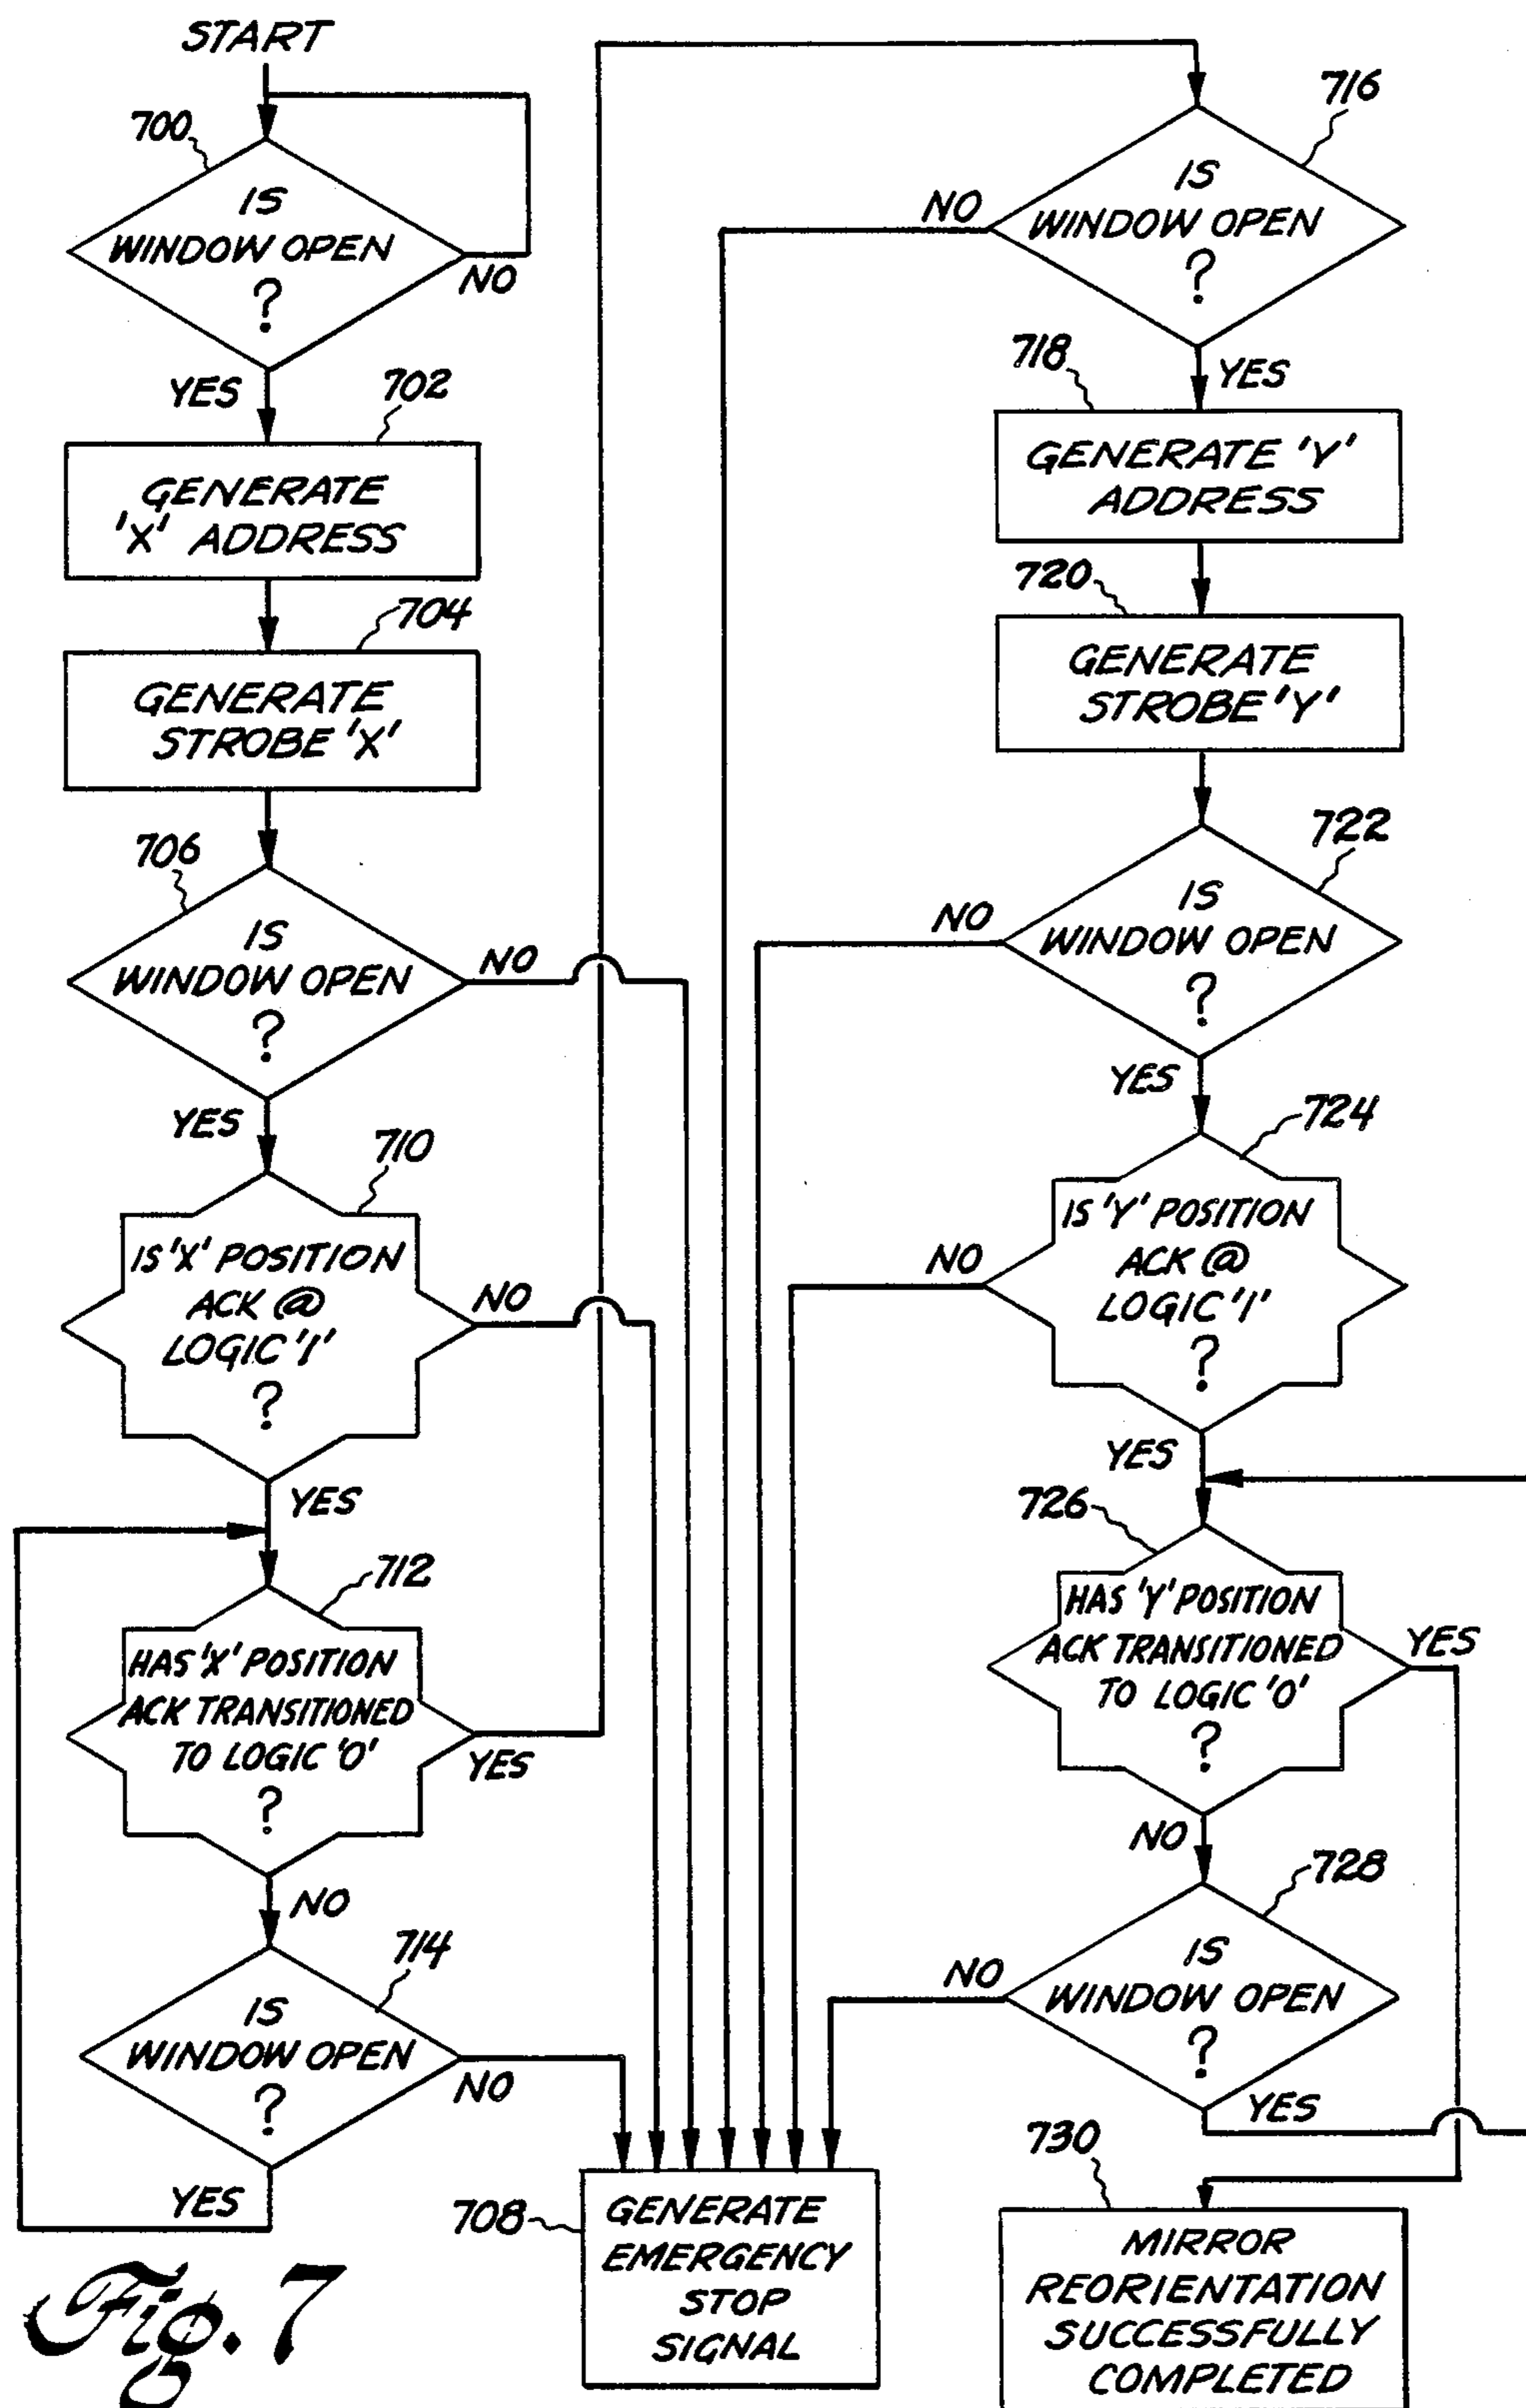 START
700
IS
WINDOW OPEN
?
NO
YES
702
GENERATE
'X' ADDRESS
704
GENERATE
STROBE 'X'
706
IS
WINDOW OPEN
?
NO
YES
710
IS 'X' POSITION
ACK @
LOGIC '1'
?
NO
YES
712
HAS 'X' POSITION
ACK TRANSITIONED
TO LOGIC '0'
?
YES
NO
714
IS
WINDOW OPEN
?
NO
YES
708
GENERATE
EMERGENCY
STOP
SIGNAL
716
IS
WINDOW OPEN
?
NO
YES
718
GENERATE 'Y'
ADDRESS
720
GENERATE
STROBE 'Y'
722
IS
WINDOW OPEN
?
NO
YES
724
IS 'Y' POSITION
ACK @
LOGIC '1'
?
NO
YES
726
HAS 'Y' POSITION
ACK TRANSITIONED
TO LOGIC '0'
?
YES
NO
728
IS
WINDOW OPEN
?
NO
YES
730
MIRROR
REORIENTATION
SUCCESSFULLY
COMPLETED
Fig. 7